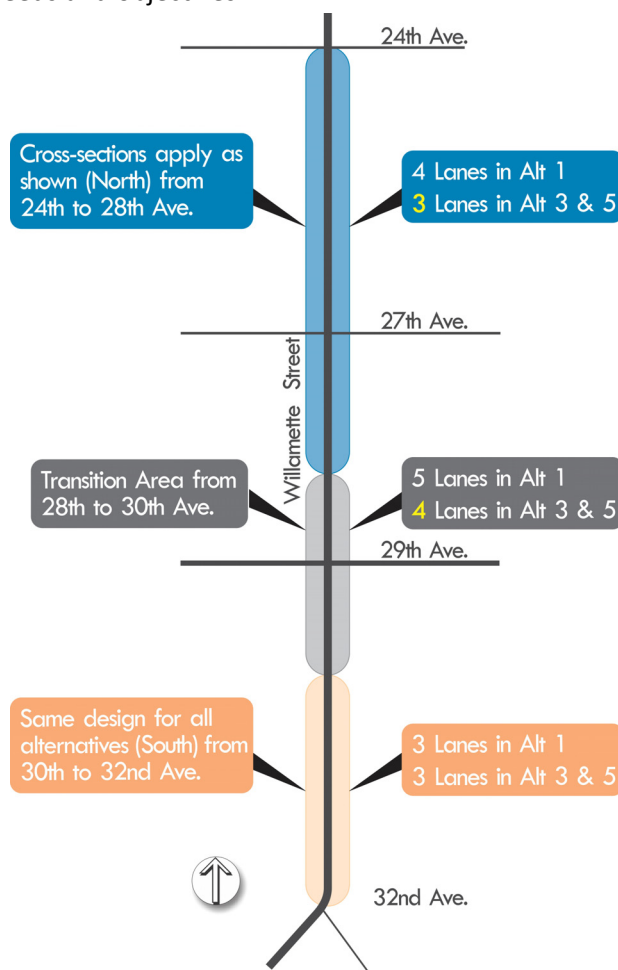 24th Ave.
Cross-sections apply as
shown (North) from
24th to 28th Ave.
4 Lanes in Alt 1
3 Lanes in Alt 3 & 5
27th Ave.
Willamette Street
Transition Area from
28th to 30th Ave.
5 Lanes in Alt 1
4 Lanes in Alt 3 & 5
29th Ave.
Same design for all
alternatives (South) from
30th to 32nd Ave.
3 Lanes in Alt 1
3 Lanes in Alt 3 & 5
32nd Ave.